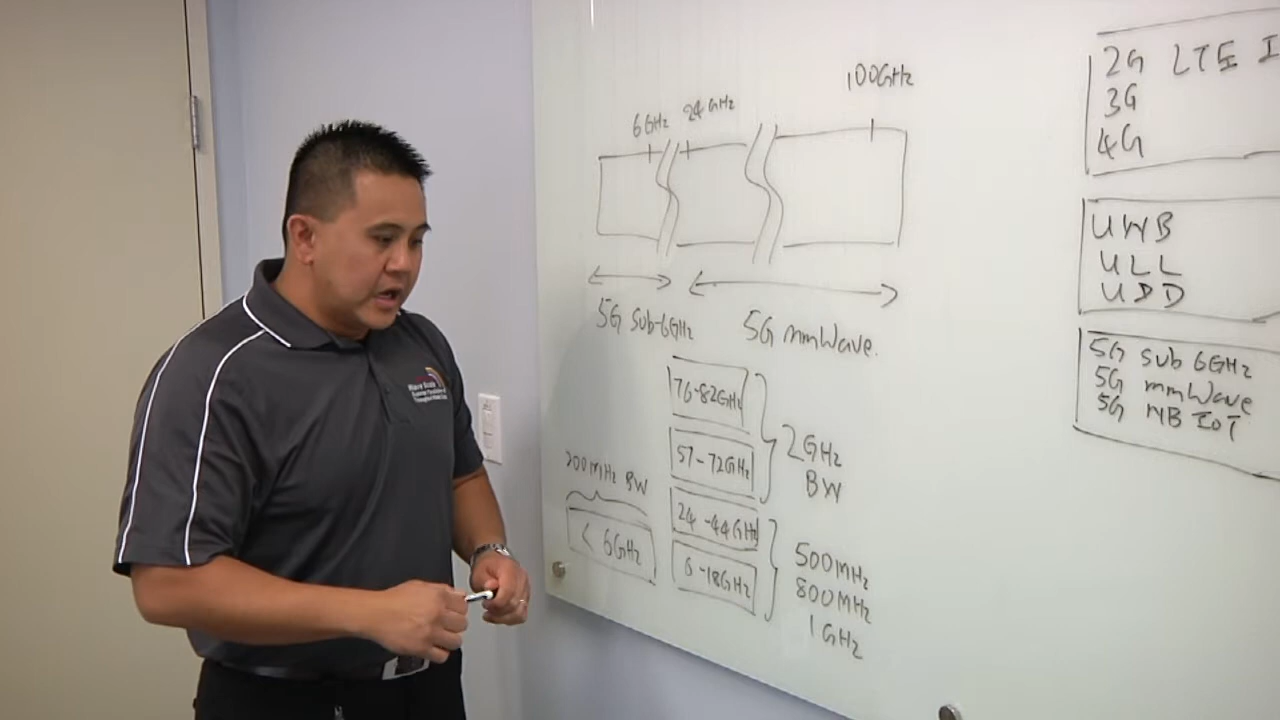 100GHz
6GHz
24GHz
5G Sub-6GHz
5G mmWave.
76-82GHz
57-72GHz
24-44GHz
6-18GHz
2GHz
BW
500MHz
800MHz
1GHz
200MHz BW
< 6GHz
2G LTE
3G
4G
UWB
ULL
UDD
5G Sub 6GHz
5G mmWave
5G NB IoT
Wave Scale